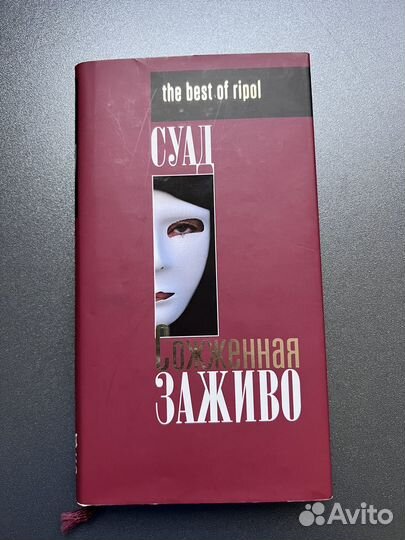 the best of ripol
СУАД
Сожженная
ЗАЖИВО
Avito